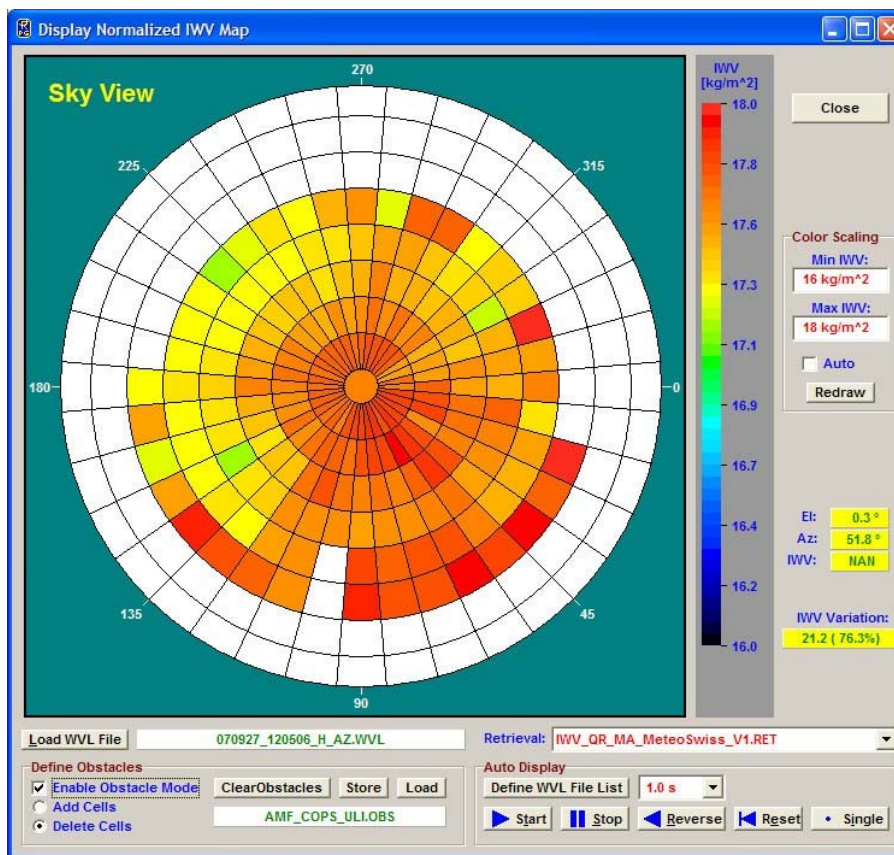 Display Normalized IWV Map
Sky View
270
225
315
180
0
135
45
90
IWV
[kg/m^2]
18.0
17.8
17.6
17.3
17.1
16.9
16.7
16.4
16.2
16.0
Close
Color Scaling
Min IWV:
16 kg/m^2
Max IWV:
18 kg/m^2
Auto
Redraw
El: 0.3 °
Az: 51.8 °
IWV: NAN
IWV Variation:
21.2 ( 76.3%)
Load WVL File 070927_120506_H_AZ.WVL
Retrieval: IWV_QR_MA_MeteoSwiss_V1.RET
Define Obstacles
Enable Obstacle Mode ClearObstacles Store Load
Add Cells
Delete Cells
AMF_COPS_ULI.OBS
Auto Display
Define WVL File List 1.0 s
Start Stop Reverse Reset Single